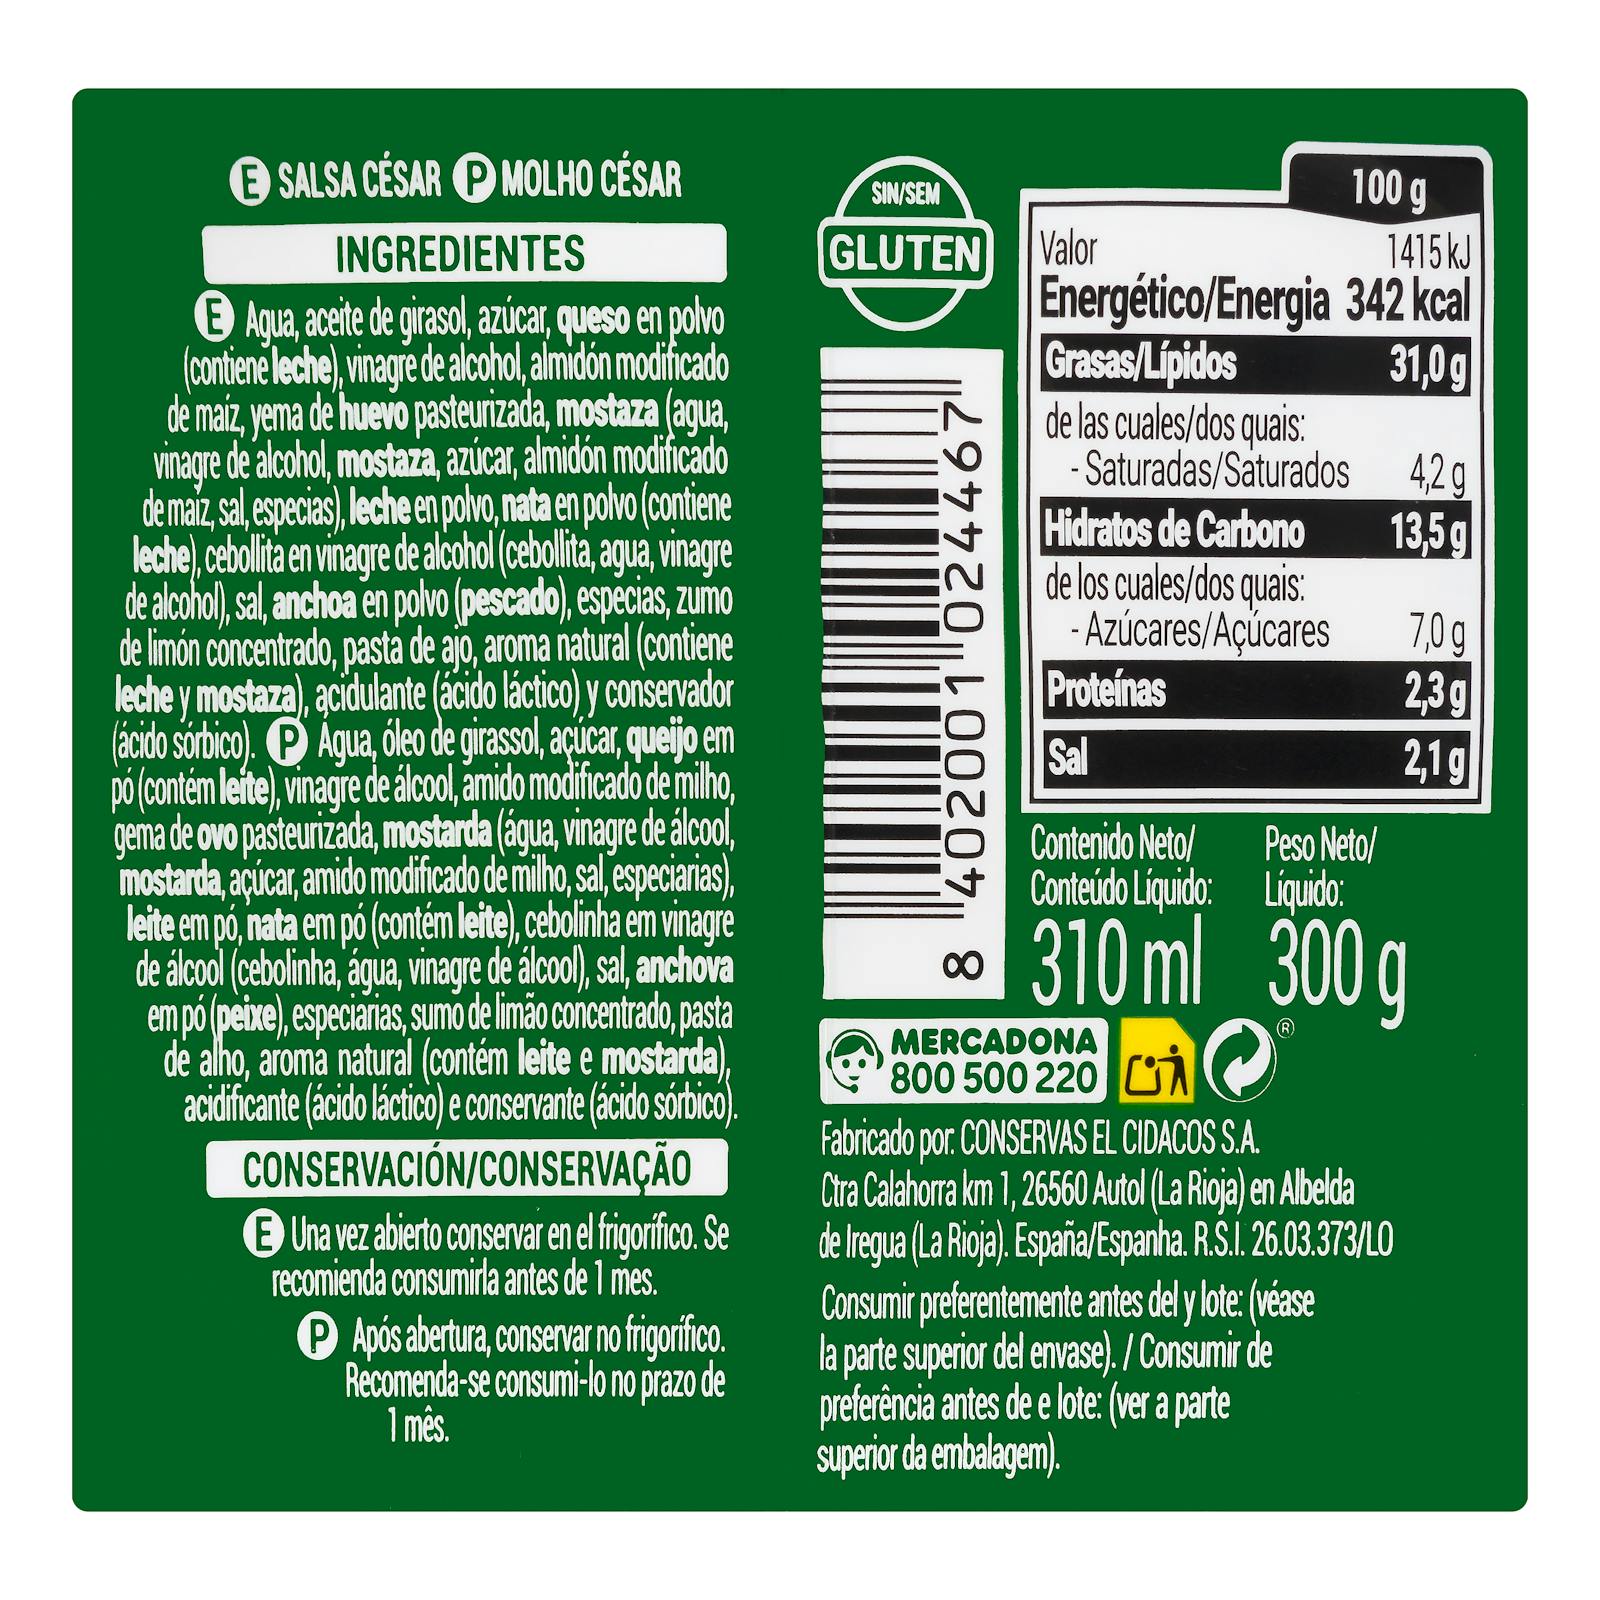 E SALSA CÉSAR P MOLHO CÉSAR
INGREDIENTES
E Agua, aceite de girasol, azúcar, queso en polvo
(contiene leche), vinagre de alcohol, almidón modificado
de maíz, yema de huevo pasteurizada, mostaza (agua,
vinagre de alcohol, mostaza, azúcar, almidón modificado
de maíz, sal, especias), leche en polvo, nata en polvo (contiene
leche), cebollita en vinagre de alcohol (cebollita, agua, vinagre
de alcohol), sal, anchoa en polvo (pescado), especias, zumo
de limón concentrado, pasta de ajo, aroma natural (contiene
leche y mostaza), acidulante (ácido láctico) y conservador
(ácido sórbico). P Água, óleo de girassol, açúcar, queijo em
pó (contém leite), vinagre de álcool, amido modificado de milho,
gema de ovo pasteurizada, mostarda (água, vinagre de álcool,
mostarda, açúcar, amido modificado de milho, sal, especiarias),
leite em pó, nata em pó (contém leite), cebolinha em vinagre
de álcool (cebolinha, água, vinagre de álcool), sal, anchova
em pó (peixe), especiarias, sumo de limão concentrado, pasta
de alho, aroma natural (contém leite e mostarda),
acidificante (ácido láctico) e conservante (ácido sórbico).
CONSERVACIÓN/CONSERVAÇÃO
E Una vez abierto conservar en el frigorífico. Se
recomienda consumirla antes de 1 mes.
P Após abertura, conservar no frigorífico.
Recomenda-se consumi-lo no prazo de
1 mês.
SIN/SEM
GLUTEN
8 402001 024467
100 g
Valor 1415 kJ
Energético/Energia 342 kcal
Grasas/Lípidos 31,0 g
de las cuales/dos quais:
- Saturadas/Saturados 4,2 g
Hidratos de Carbono 13,5 g
de los cuales/dos quais:
- Azúcares/Açúcares 7,0 g
Proteínas 2,3 g
Sal 2,1 g
Contenido Neto/ Peso Neto/
Conteúdo Líquido: Líquido:
310 ml 300 g
MERCADONA
800 500 220
®
Fabricado por: CONSERVAS EL CIDACOS S.A.
Ctra Calahorra km 1, 26560 Autol (La Rioja) en Albelda
de Iregua (La Rioja). España/Espanha. R.S.I. 26.03.373/LO
Consumir preferentemente antes del y lote: (véase
la parte superior del envase). / Consumir de
preferência antes de e lote: (ver a parte
superior da embalagem).